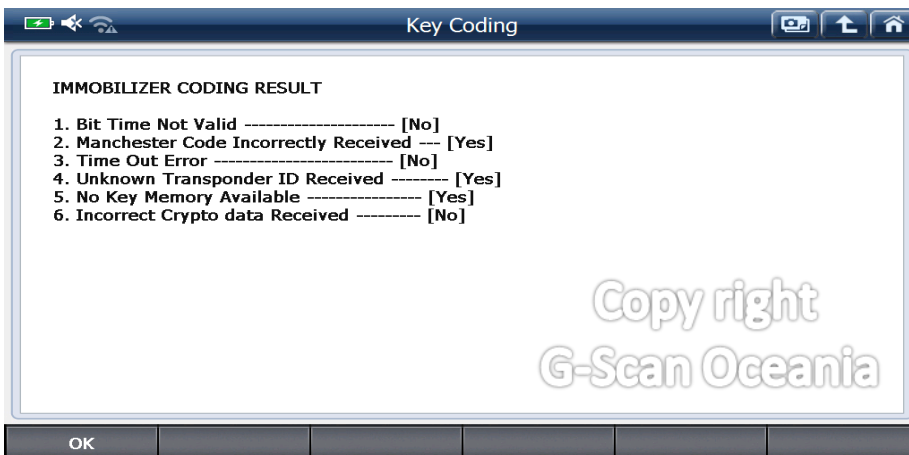 Key Coding
IMMOBILIZER CODING RESULT
1. Bit Time Not Valid ---------------------- [No]
2. Manchester Code Incorrectly Received --- [Yes]
3. Time Out Error ------------------------- [No]
4. Unknown Transponder ID Received -------- [Yes]
5. No Key Memory Available ---------------- [Yes]
6. Incorrect Crypto data Received --------- [No]
Copy right
G-Scan Oceania
OK